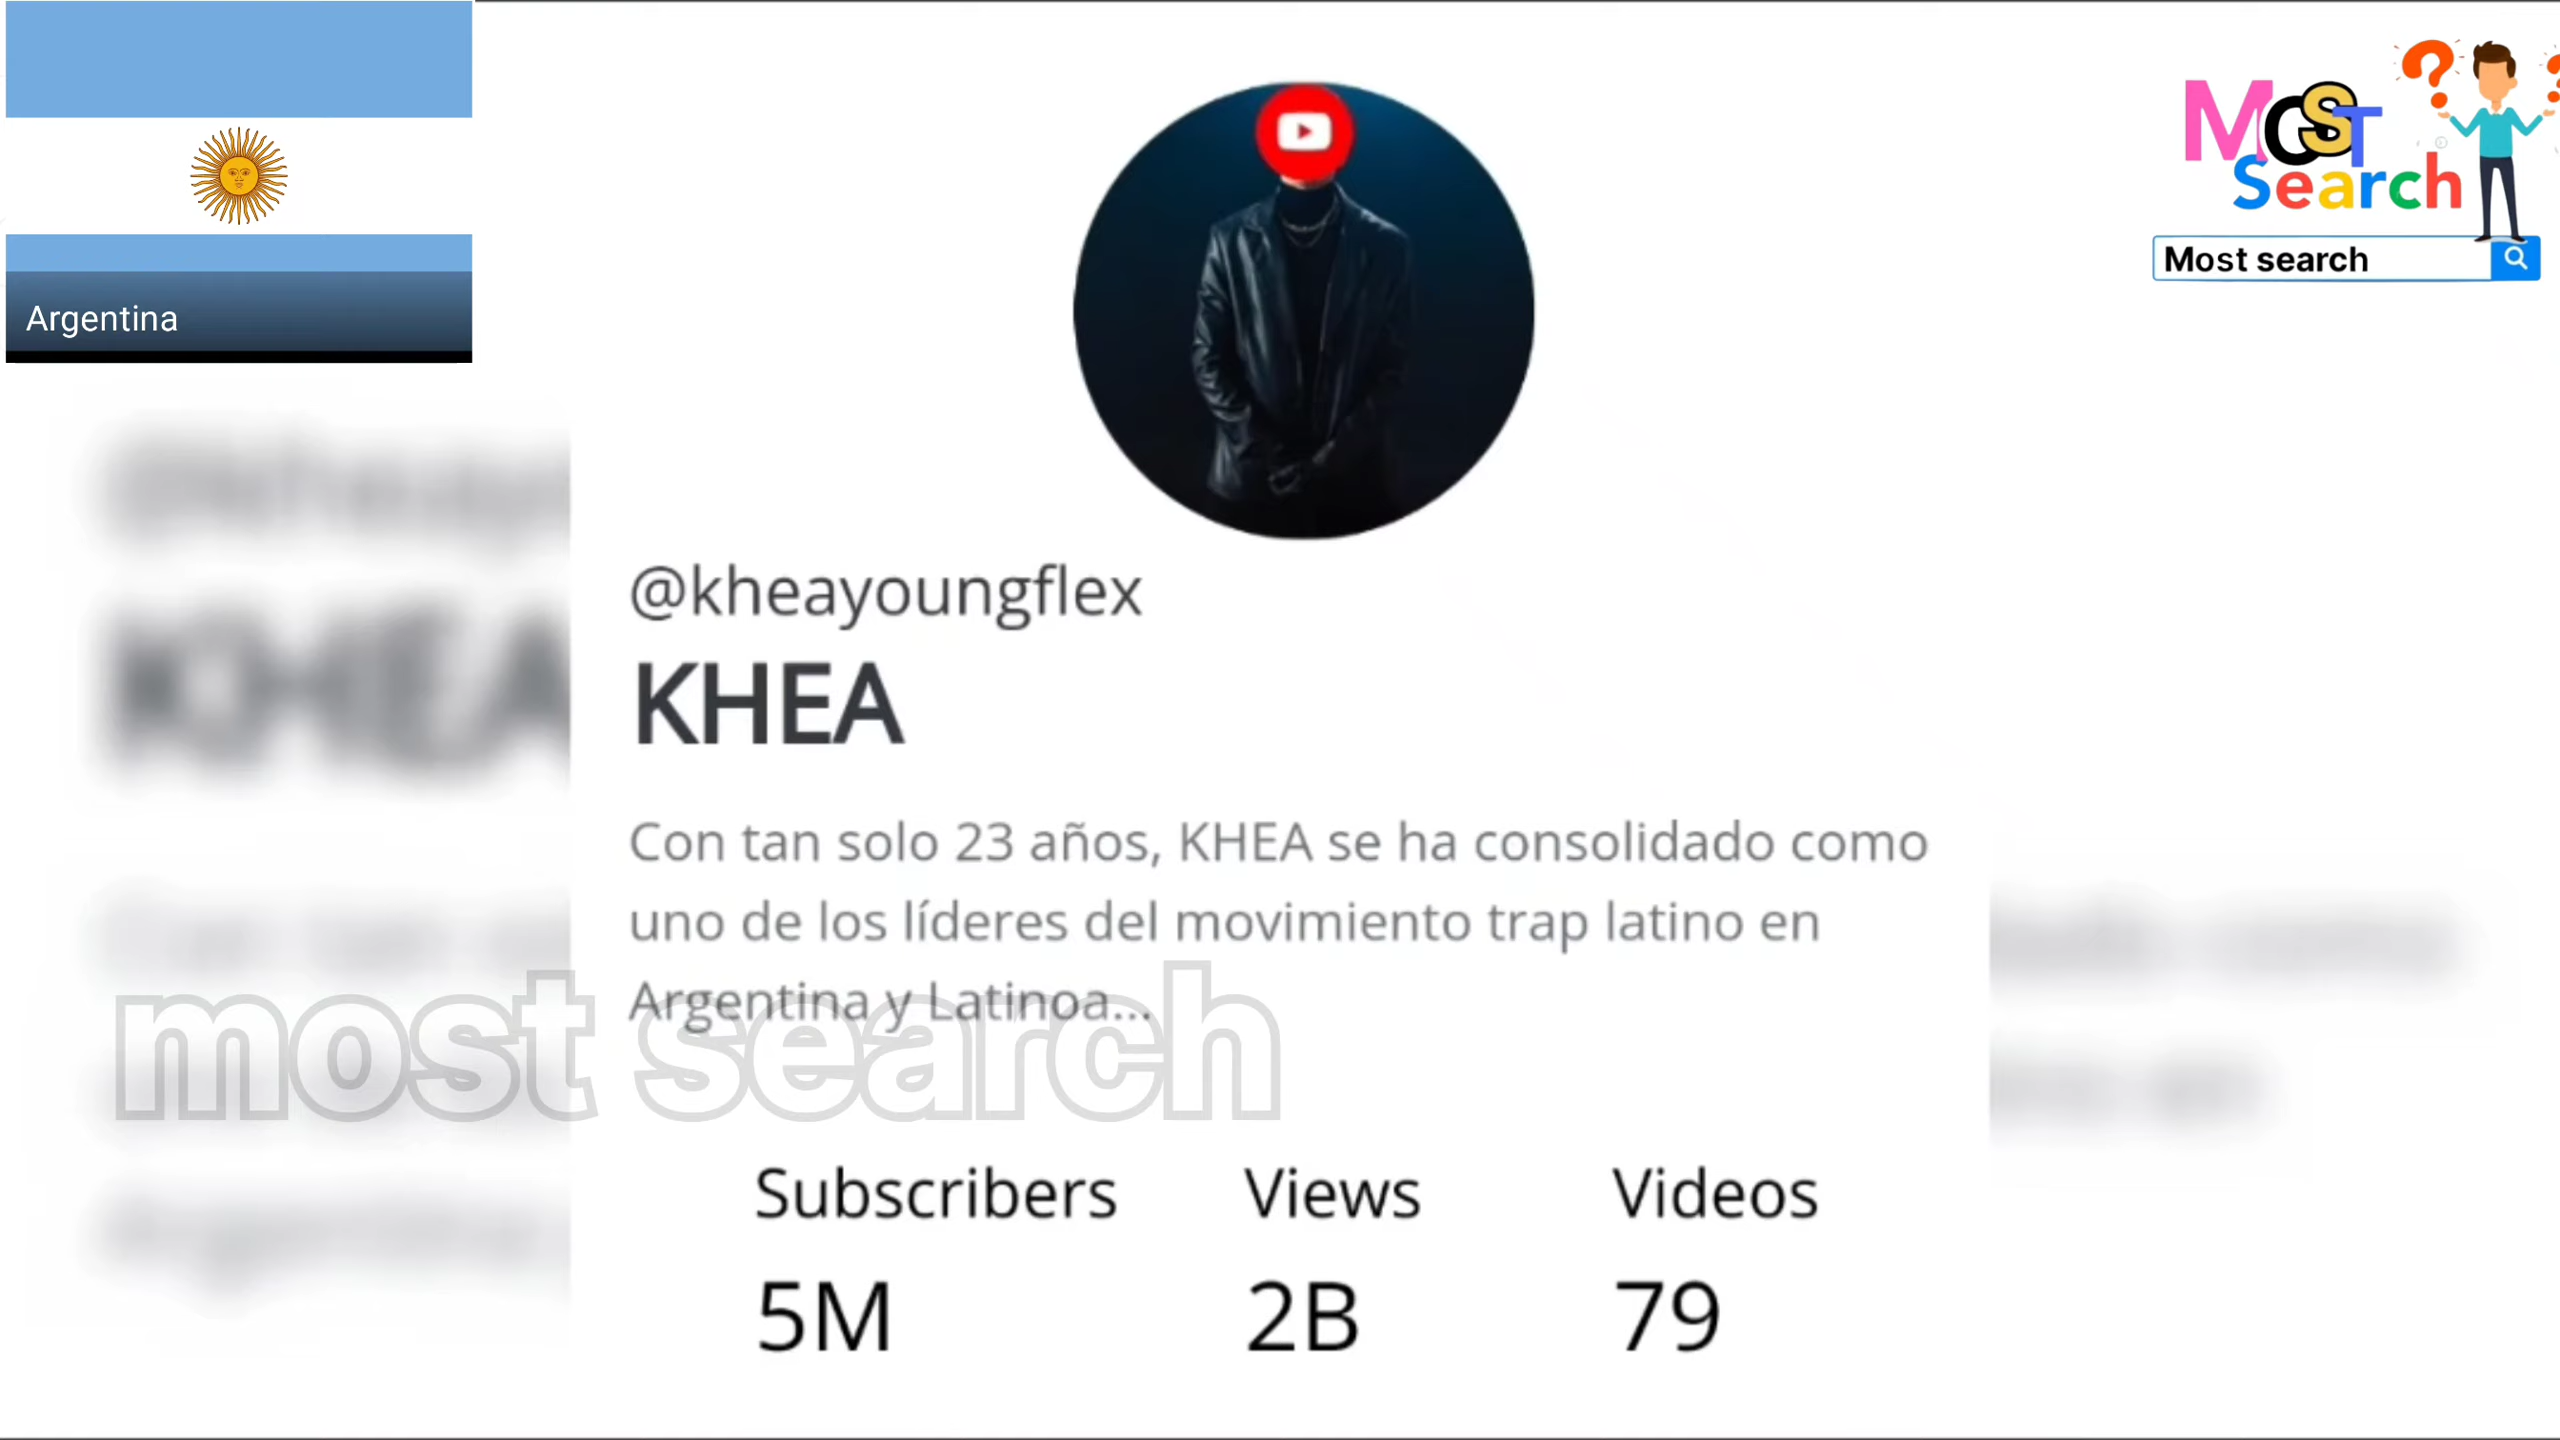 Argentina
MOST
Search
Most search
@kheayoungflex
KHEA
Con tan solo 23 años, KHEA se ha consolidado como
uno de los líderes del movimiento trap latino en
Argentina y Latinoa...
most search
Subscribers Views Videos
5M 2B 79